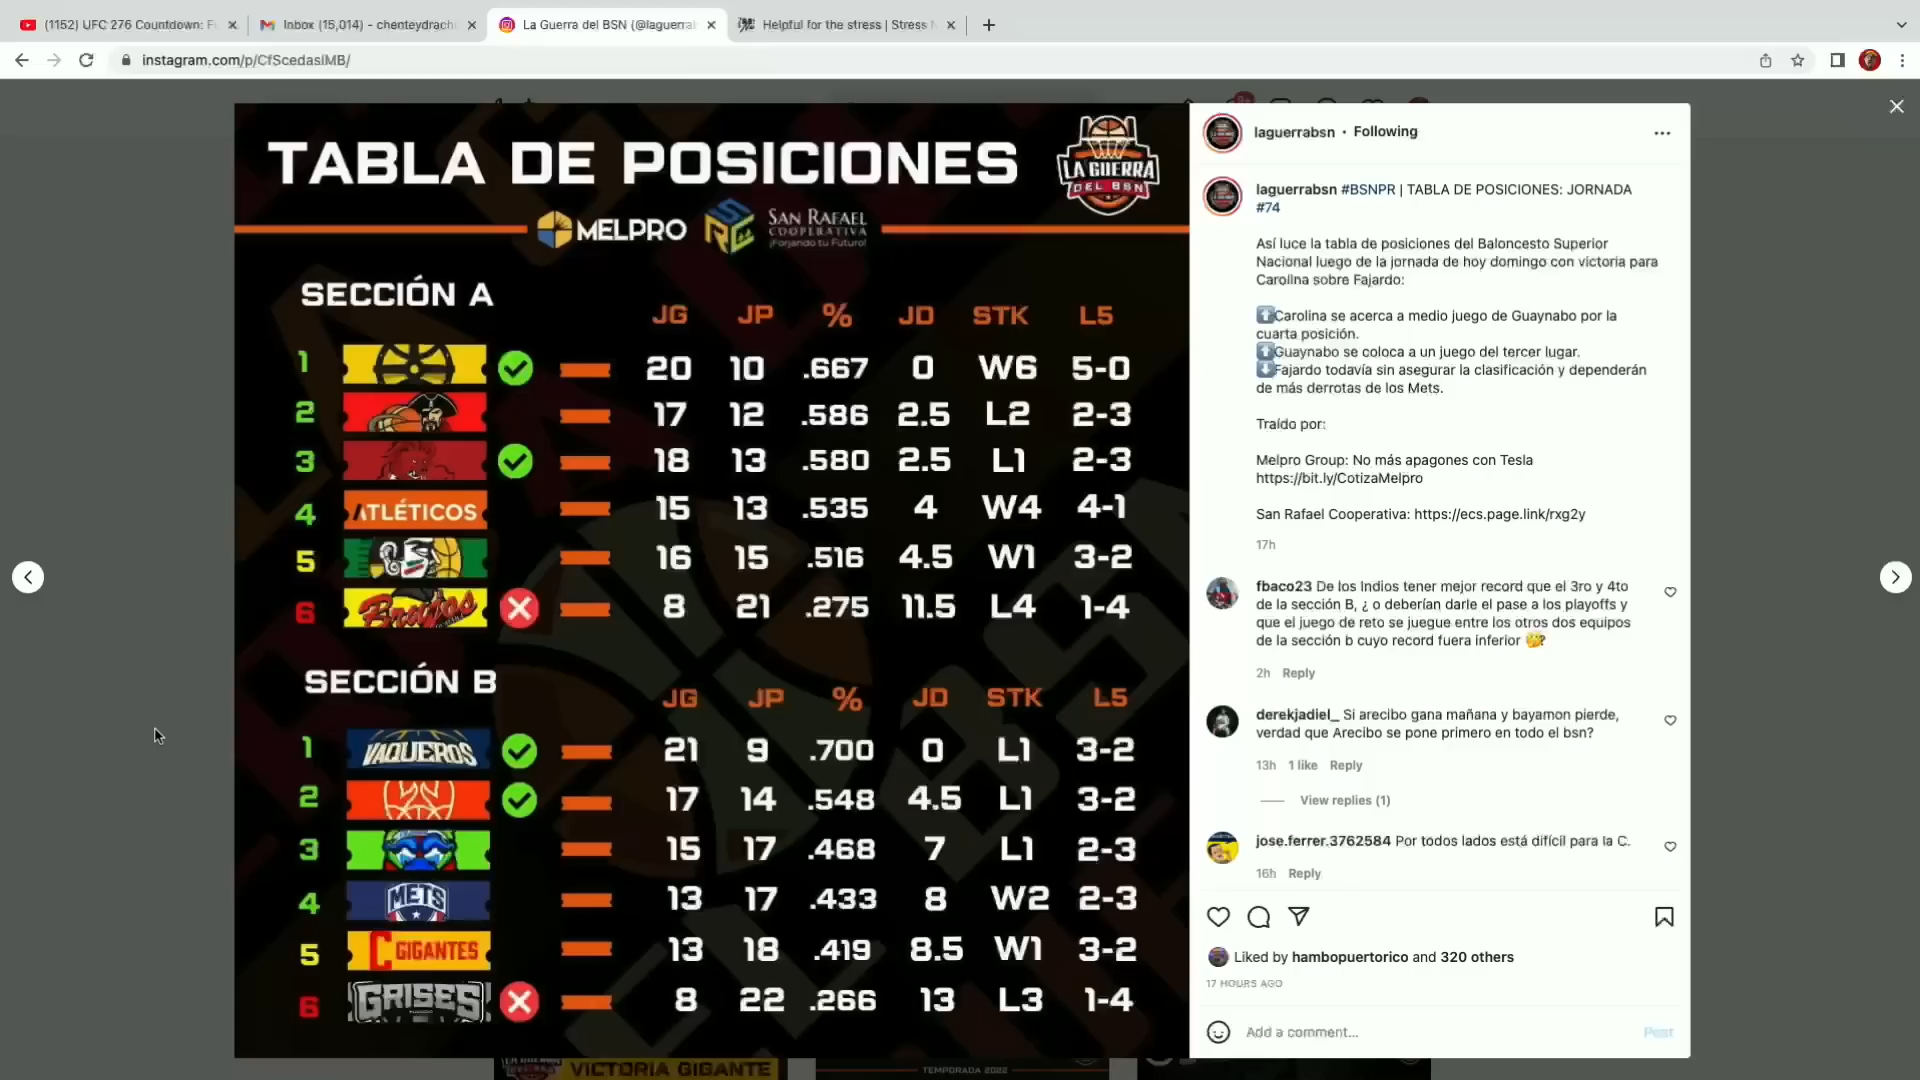 (1152) UFC 276 Countdown: Fu
Inbox (15,014) - chenteydrach
La Guerra del BSN (@laguerra
Helpful for the stress | Stress
instagram.com/p/CfScedasiMB/
TABLA DE POSICIONES
LA GUERRA
DEL BSN
MELPRO
SAN RAFAEL
COOPERATIVA
¡Forjando tu Futuro!
SECCIÓN A
JG JP % JD STK L5
1 20 10 .667 0 W6 5-0
2 17 12 .586 2.5 L2 2-3
3 18 13 .580 2.5 L1 2-3
4 ATLÉTICOS 15 13 .535 4 W4 4-1
5 16 15 .516 4.5 W1 3-2
6 Brujos 8 21 .275 11.5 L4 1-4
SECCIÓN B
JG JP % JD STK L5
1 VAQUEROS 21 9 .700 0 L1 3-2
2 17 14 .548 4.5 L1 3-2
3 15 17 .468 7 L1 2-3
4 METS 13 17 .433 8 W2 2-3
5 C GIGANTES 13 18 .419 8.5 W1 3-2
6 GRISES 8 22 .266 13 L3 1-4
laguerrabsn • Following
laguerrabsn #BSNPR | TABLA DE POSICIONES: JORNADA
#74
Así luce la tabla de posiciones del Baloncesto Superior
Nacional luego de la jornada de hoy domingo con victoria para
Carolina sobre Fajardo:
⬆️Carolina se acerca a medio juego de Guaynabo por la
cuarta posición.
⬆️Guaynabo se coloca a un juego del tercer lugar.
⬇️Fajardo todavía sin asegurar la clasificación y dependerán
de más derrotas de los Mets.
Traído por:
Melpro Group: No más apagones con Tesla
https://bit.ly/CotizaMelpro
San Rafael Cooperativa: https://ecs.page.link/rxg2y
17h
fbaco23 De los Indios tener mejor record que el 3ro y 4to
de la sección B, ¿ o deberían darle el pase a los playoffs y
que el juego de reto se juegue entre los otros dos equipos
de la sección b cuyo record fuera inferior 🤔?
2h Reply
derekjadiel_ Si arecibo gana mañana y bayamon pierde,
verdad que Arecibo se pone primero en todo el bsn?
13h 1 like Reply
View replies (1)
jose.ferrer.3762584 Por todos lados está difícil para la C.
16h Reply
Liked by hambopuertorico and 320 others
17 HOURS AGO
Add a comment...
Post
VICTORIA GIGANTE
TEMPORADA 2022